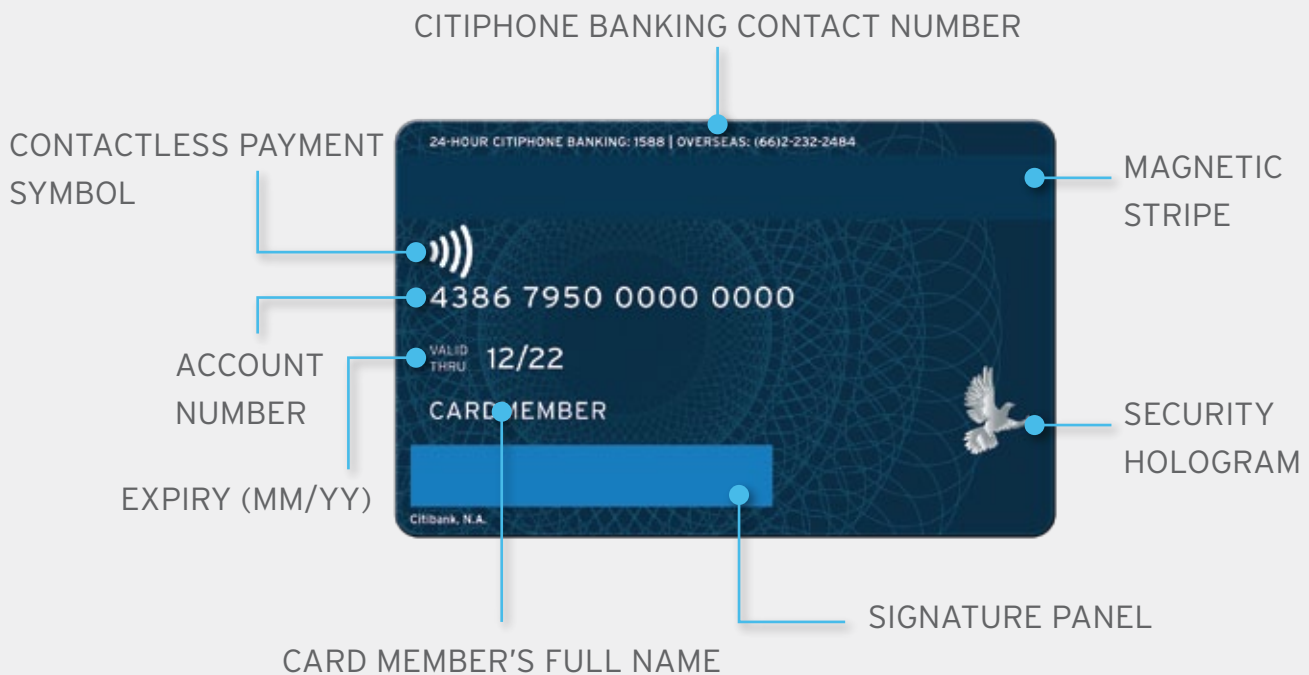 CITIPHONE BANKING CONTACT NUMBER
24-HOUR CITIPHONE BANKING: 1588 | OVERSEAS: (66)2-232-2484
CONTACTLESS PAYMENT
SYMBOL
MAGNETIC
STRIPE
4386 7950 0000 0000
ACCOUNT
NUMBER
VALID
THRU
12/22
CARD MEMBER
SECURITY
HOLOGRAM
EXPIRY (MM/YY)
Citibank, N.A.
SIGNATURE PANEL
CARD MEMBER'S FULL NAME